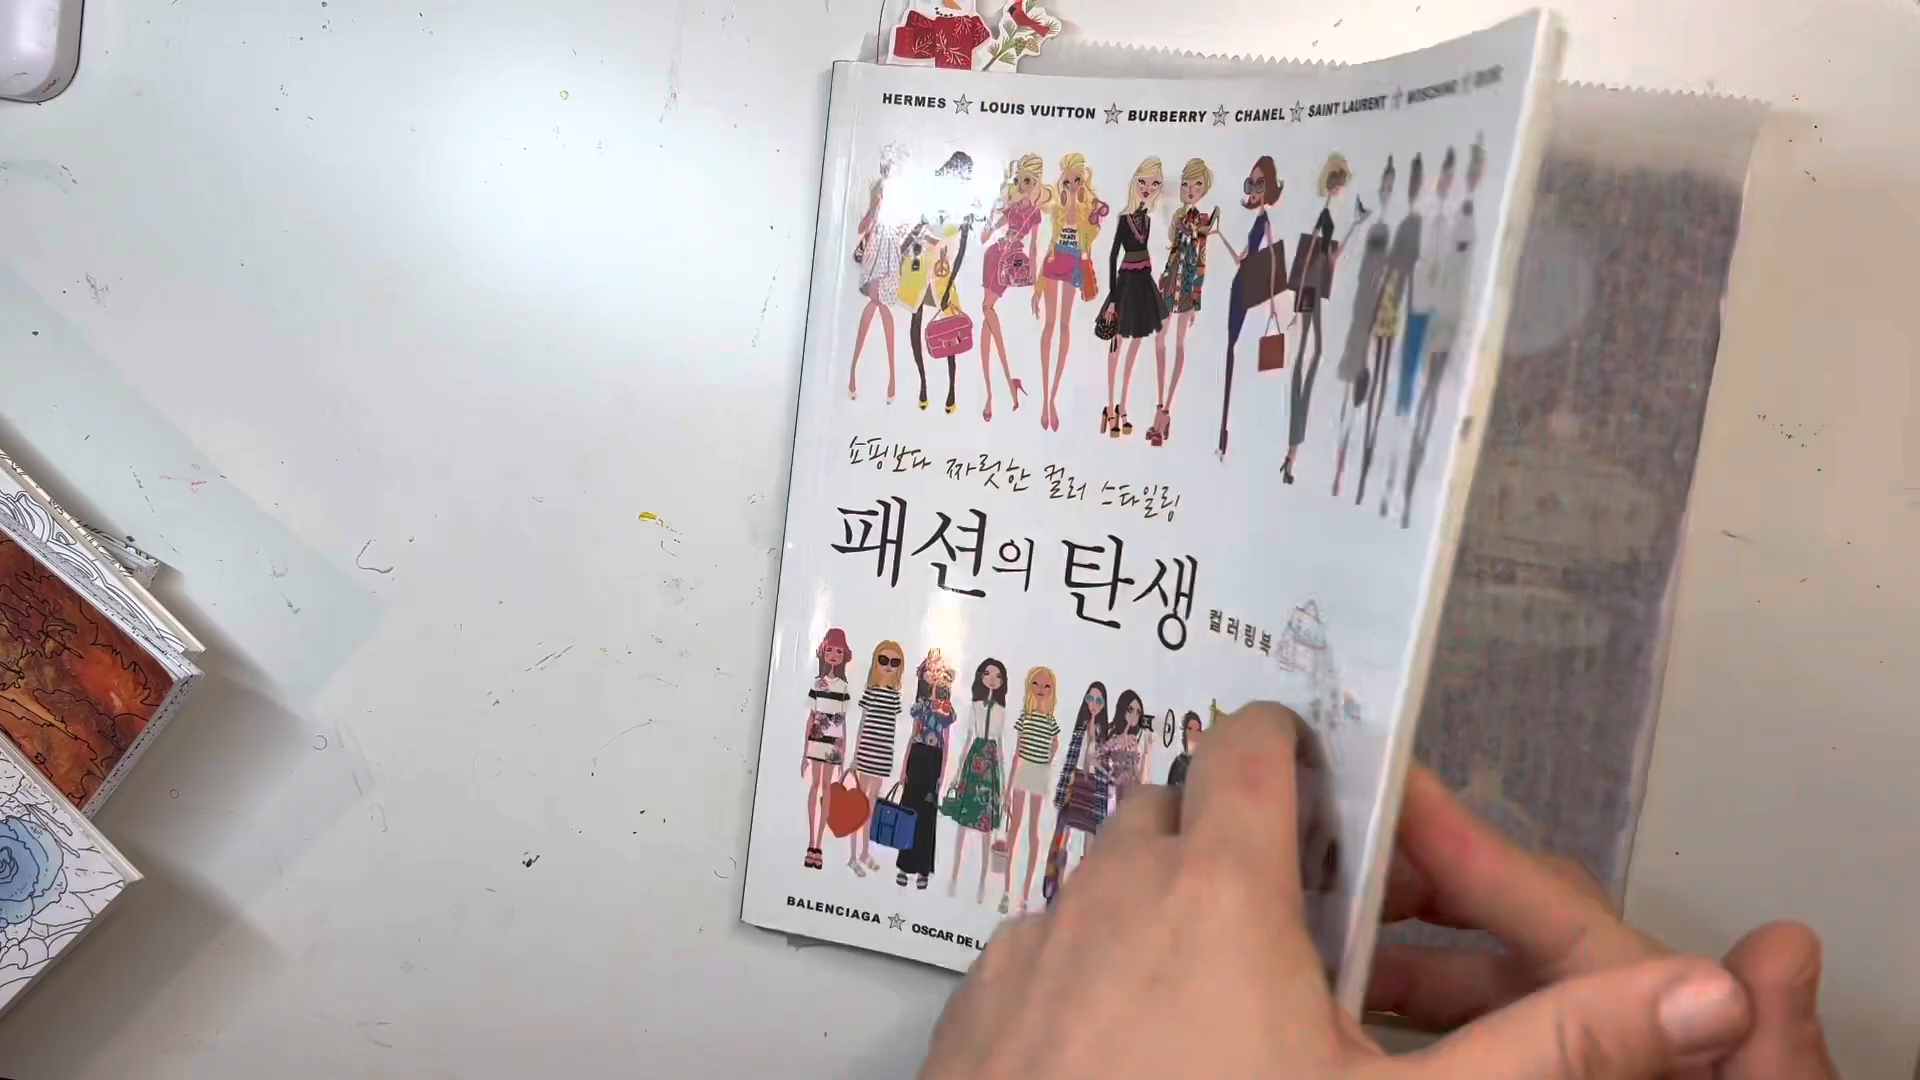 HERMES ☆ LOUIS VUITTON ☆ BURBERRY ☆ CHANEL ☆ SAINT LAURENT ☆ MOSCHINO ☆
쇼핑보다 짜릿한 컬러 스타일링
패션의 탄생
컬러링북
BALENCIAGA ☆ OSCAR DE